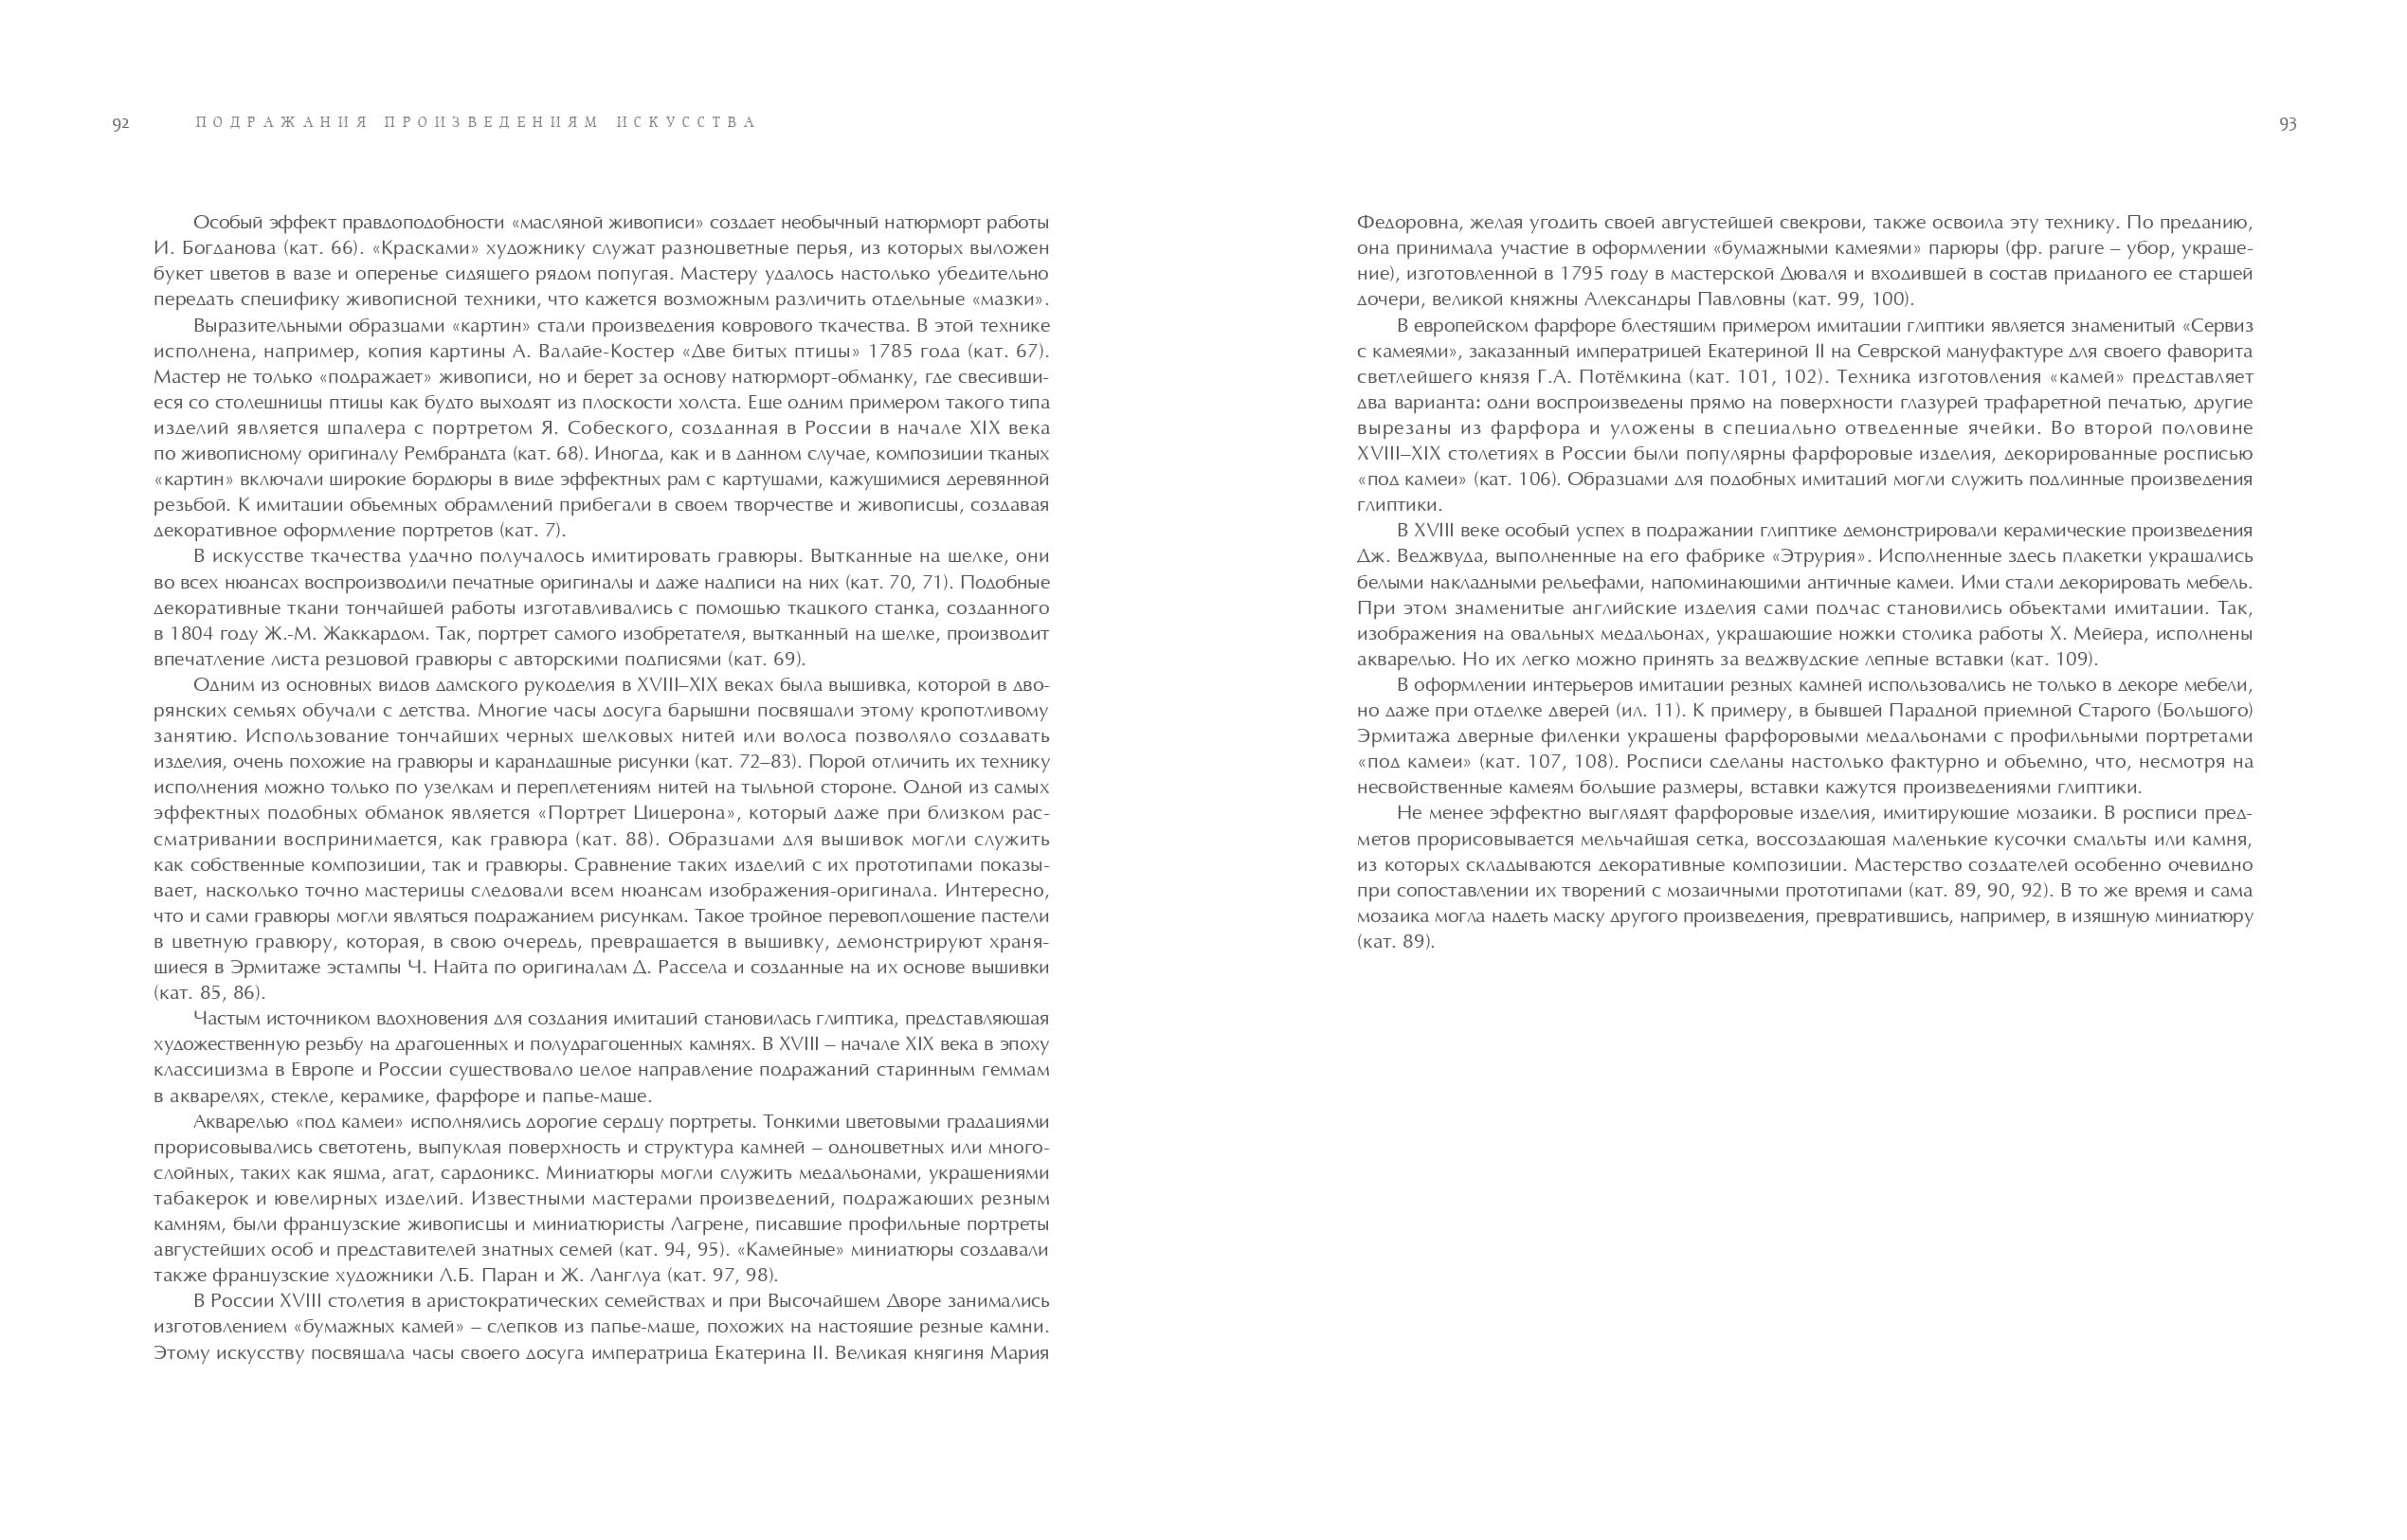 92
ПОДРАЖАНИЯ ПРОИЗВЕДЕНИЯМ ИСКУССТВА
Особый эффект правдоподобности «масляной живописи» создает необычный натюрморт работы
И. Богданова (кат. 66). «Красками» художнику служат разноцветные перья, из которых выложен
букет цветов в вазе и оперенье сидящего рядом попугая. Мастеру удалось настолько убедительно
передать специфику живописной техники, что кажется возможным различить отдельные «мазки».
Выразительными образцами «картин» стали произведения коврового ткачества. В этой технике
исполнена, например, копия картины А. Валайе-Костер «Две битых птицы» 1785 года (кат. 67).
Мастер не только «подражает» живописи, но и берет за основу натюрморт-обманку, где свесивши-
еся со столешницы птицы как будто выходят из плоскости холста. Еще одним примером такого типа
изделий является шпалера с портретом Я. Собеского, созданная в России в начале XIX века
по живописному оригиналу Рембрандта (кат. 68). Иногда, как и в данном случае, композиции тканых
«картин» включали широкие бордюры в виде эффектных рам с картушами, кажущимися деревянной
резьбой. К имитации объемных обрамлений прибегали в своем творчестве и живописцы, создавая
декоративное оформление портретов (кат. 7).
В искусстве ткачества удачно получалось имитировать гравюры. Вытканные на шелке, они
во всех нюансах воспроизводили печатные оригиналы и даже надписи на них (кат. 70, 71). Подобные
декоративные ткани тончайшей работы изготавливались с помощью ткацкого станка, созданного
в 1804 году Ж.-М. Жаккардом. Так, портрет самого изобретателя, вытканный на шелке, производит
впечатление листа резцовой гравюры с авторскими подписями (кат. 69).
Одним из основных видов дамского рукоделия в XVIII–XIX веках была вышивка, которой в дво-
рянских семьях обучали с детства. Многие часы досуга барышни посвящали этому кропотливому
занятию. Использование тончайших черных шелковых нитей или волоса позволяло создавать
изделия, очень похожие на гравюры и карандашные рисунки (кат. 72–83). Порой отличить их технику
исполнения можно только по узелкам и переплетениям нитей на тыльной стороне. Одной из самых
эффектных подобных обманок является «Портрет Цицерона», который даже при близком рас-
сматривании воспринимается, как гравюра (кат. 88). Образцами для вышивок могли служить
как собственные композиции, так и гравюры. Сравнение таких изделий с их прототипами показы-
вает, насколько точно мастерицы следовали всем нюансам изображения-оригинала. Интересно,
что и сами гравюры могли являться подражанием рисункам. Такое тройное перевоплощение пастели
в цветную гравюру, которая, в свою очередь, превращается в вышивку, демонстрируют храня-
щиеся в Эрмитаже эстампы Ч. Найта по оригиналам Д. Рассела и созданные на их основе вышивки
(кат. 85, 86).
Частым источником вдохновения для создания имитаций становилась глиптика, представляющая
художественную резьбу на драгоценных и полудрагоценных камнях. В XVIII – начале XIX века в эпоху
классицизма в Европе и России существовало целое направление подражаний старинным геммам
в акварелях, стекле, керамике, фарфоре и папье-маше.
Акварелью «под камеи» исполнялись дорогие сердцу портреты. Тонкими цветовыми градациями
прорисовывались светотень, выпуклая поверхность и структура камней – одноцветных или много-
слойных, таких как яшма, агат, сардоникс. Миниатюры могли служить медальонами, украшениями
табакерок и ювелирных изделий. Известными мастерами произведений, подражающих резным
камням, были французские живописцы и миниатюристы Лагрене, писавшие профильные портреты
августейших особ и представителей знатных семей (кат. 94, 95). «Камейные» миниатюры создавали
также французские художники Л.Б. Паран и Ж. Ланглуа (кат. 97, 98).
В России XVIII столетия в аристократических семействах и при Высочайшем Дворе занимались
изготовлением «бумажных камей» – слепков из папье-маше, похожих на настоящие резные камни.
Этому искусству посвящала часы своего досуга императрица Екатерина II. Великая княгиня Мария
93
Федоровна, желая угодить своей августейшей свекрови, также освоила эту технику. По преданию,
она принимала участие в оформлении «бумажными камеями» парюры (фр. parure – убор, украше-
ние), изготовленной в 1795 году в мастерской Дюваля и входившей в состав приданого ее старшей
дочери, великой княжны Александры Павловны (кат. 99, 100).
В европейском фарфоре блестящим примером имитации глиптики является знаменитый «Сервиз
с камеями», заказанный императрицей Екатериной II на Севрской мануфактуре для своего фаворита
светлейшего князя Г.А. Потёмкина (кат. 101, 102). Техника изготовления «камей» представляет
два варианта: одни воспроизведены прямо на поверхности глазурей трафаретной печатью, другие
вырезаны из фарфора и уложены в специально отведенные ячейки. Во второй половине
XVIII–XIX столетиях в России были популярны фарфоровые изделия, декорированные росписью
«под камеи» (кат. 106). Образцами для подобных имитаций могли служить подлинные произведения
глиптики.
В XVIII веке особый успех в подражании глиптике демонстрировали керамические произведения
Дж. Веджвуда, выполненные на его фабрике «Этрурия». Исполненные здесь плакетки украшались
белыми накладными рельефами, напоминающими античные камеи. Ими стали декорировать мебель.
При этом знаменитые английские изделия сами подчас становились объектами имитации. Так,
изображения на овальных медальонах, украшающие ножки столика работы Х. Мейера, исполнены
акварелью. Но их легко можно принять за веджвудские лепные вставки (кат. 109).
В оформлении интерьеров имитации резных камней использовались не только в декоре мебели,
но даже при отделке дверей (ил. 11). К примеру, в бывшей Парадной приемной Старого (Большого)
Эрмитажа дверные филенки украшены фарфоровыми медальонами с профильными портретами
«под камеи» (кат. 107, 108). Росписи сделаны настолько фактурно и объемно, что, несмотря на
несвойственные камеям большие размеры, вставки кажутся произведениями глиптики.
Не менее эффектно выглядят фарфоровые изделия, имитирующие мозаики. В росписи пред-
метов прорисовывается мельчайшая сетка, воссоздающая маленькие кусочки смальты или камня,
из которых складываются декоративные композиции. Мастерство создателей особенно очевидно
при сопоставлении их творений с мозаичными прототипами (кат. 89, 90, 92). В то же время и сама
мозаика могла надеть маску другого произведения, превратившись, например, в изящную миниатюру
(кат. 89).